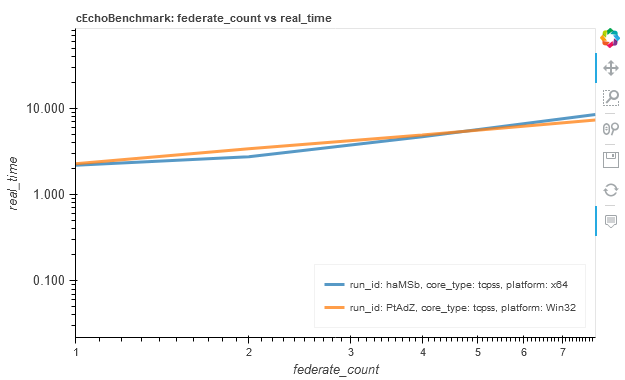 cEchoBenchmark: federate_count vs real_time
10.000
1.000
0.100
real_time
run_id: haMSb, core_type: tcpss, platform: x64
run_id: PtAdZ, core_type: tcpss, platform: Win32
1 2 3 4 5 6 7
federate_count